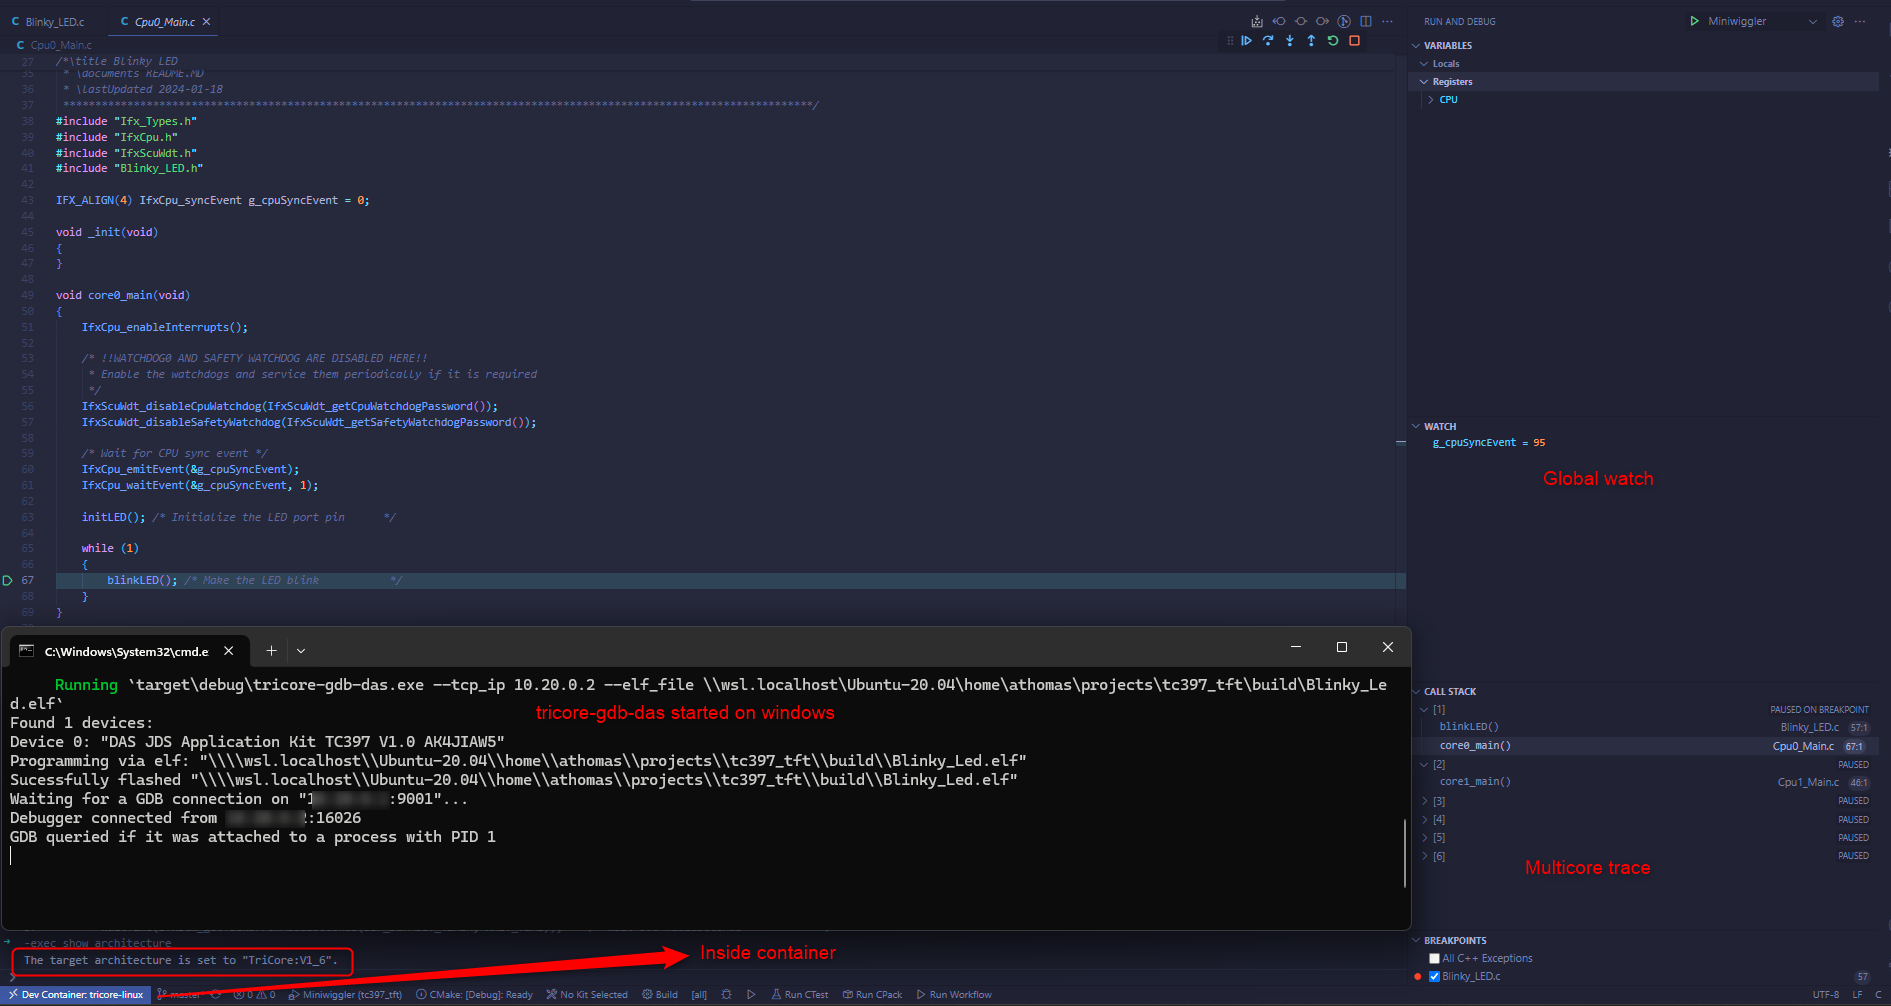 Blinky_LED.c
Cpu0_Main.c
Cpu0_Main.c
27 /*\title Blinky LED
35 * \documents README.MD
36 * \lastUpdated 2024-01-18
37
38 #include "Ifx_Types.h"
39 #include "IfxCpu.h"
40 #include "IfxScuWdt.h"
41 #include "Blinky_LED.h"
42
43 IFX_ALIGN(4) IfxCpu_syncEvent g_cpuSyncEvent = 0;
44
45 void _init(void)
46 {
47 }
48
49 void core0_main(void)
50 {
51 IfxCpu_enableInterrupts();
52
53 /* !!WATCHDOG0 AND SAFETY WATCHDOG ARE DISABLED HERE!!
54 * Enable the watchdogs and service them periodically if it is required
55 */
56 IfxScuWdt_disableCpuWatchdog(IfxScuWdt_getCpuWatchdogPassword());
57 IfxScuWdt_disableSafetyWatchdog(IfxScuWdt_getSafetyWatchdogPassword());
58
59 /* Wait for CPU sync event */
60 IfxCpu_emitEvent(&g_cpuSyncEvent);
61 IfxCpu_waitEvent(&g_cpuSyncEvent, 1);
62
63 initLED(); /* Initialize the LED port pin */
64
65 while (1)
66 {
67 blinkLED(); /* Make the LED blink */
68 }
69 }
C:\Windows\System32\cmd.e
Running `target\debug\tricore-gdb-das.exe --tcp_ip 10.20.0.2 --elf_file \\wsl.localhost\Ubuntu-20.04\home\athomas\projects\tc397_tft\build\Blinky_Le
d.elf`
tricore-gdb-das started on windows
Found 1 devices:
Device 0: "DAS JDS Application Kit TC397 V1.0 AK4JIAW5"
Programming via elf: "\\\\wsl.localhost\\Ubuntu-20.04\\home\\athomas\\projects\\tc397_tft\\build\\Blinky_Led.elf"
Sucessfully flashed "\\\\wsl.localhost\\Ubuntu-20.04\\home\\athomas\\projects\\tc397_tft\\build\\Blinky_Led.elf"
Waiting for a GDB connection on "1 :9001"...
Debugger connected from :16026
GDB queried if it was attached to a process with PID 1
-exec show architecture
The target architecture is set to "TriCore:V1_6".
Inside container
RUN AND DEBUG
Miniwiggler
VARIABLES
Locals
Registers
CPU
WATCH
g_cpuSyncEvent = 95
Global watch
CALL STACK
[1] PAUSED ON BREAKPOINT
blinkLED() Blinky_LED.c 57:1
core0_main() Cpu0_Main.c 67:1
[2] PAUSED
core1_main() Cpu1_Main.c 46:1
[3] PAUSED
[4] PAUSED
[5] PAUSED
[6] PAUSED
Multicore trace
BREAKPOINTS
All C++ Exceptions
Blinky_LED.c 57
Dev Container: tricore-linux master 0 0 Miniwiggler (tc397_tft) CMake: [Debug]: Ready No Kit Selected Build [all] Run CTest Run CPack Run Workflow UTF-8 LF C